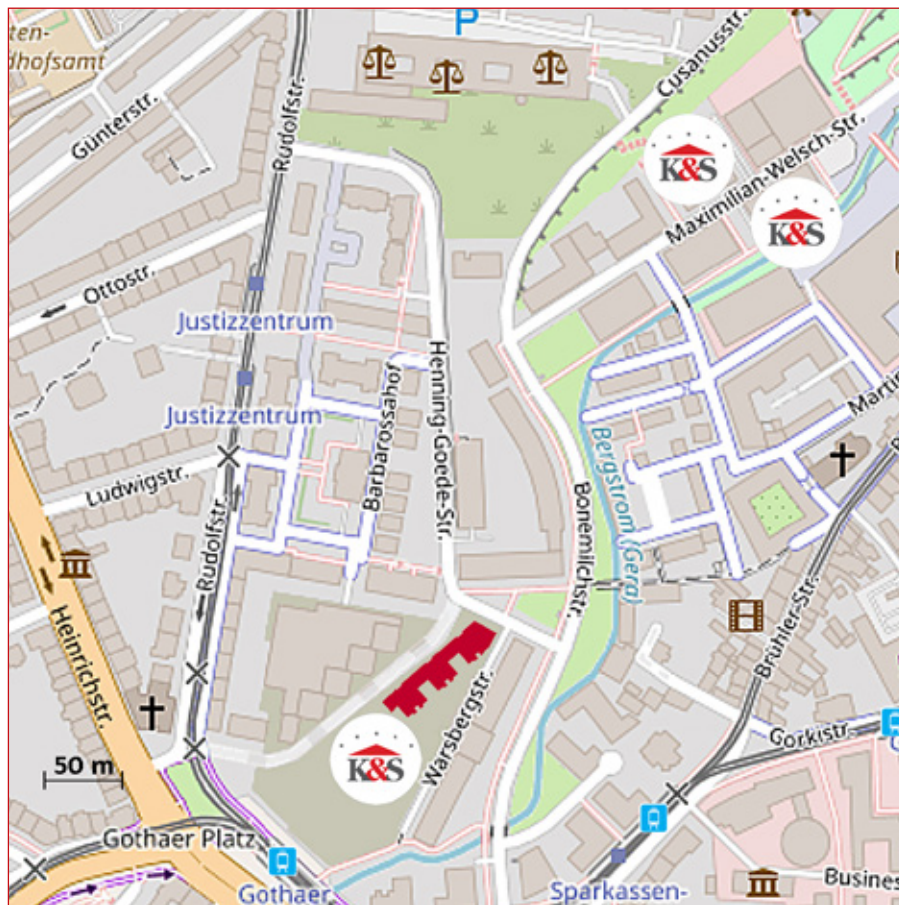 ten-
dhofsamt
P
Günterstr.
Rudolfstr.
Cusanusstr.
K&S
Maximilian-Welsch-Str.
K&S
Ottostr.
Justizzentrum
Justizzentrum
Henning-Goede-Str.
Barbarossahof
Ludwigstr.
Rudolfstr.
Bergstrom (Gera)
Bonemilchstr.
Martin
Heinrichstr.
Brühler-Str.
Warsbergstr.
K&S
Gorkistr.
50 m
Gothaer Platz
Gothaer
Sparkassen-
Busines